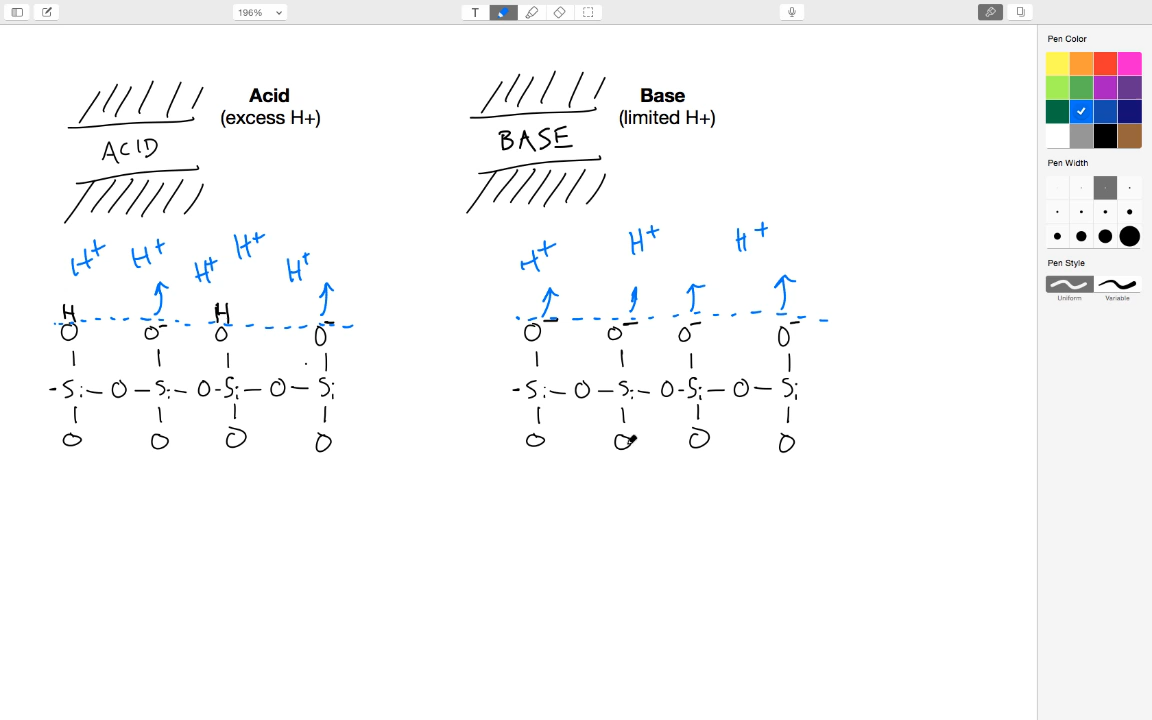 196%
T
Pen Color
Acid
(excess H+)
ACID
Base
(limited H+)
BASE
Pen Width
Pen Style
Uniform Variable
H+ H+ H+ H+ H+
H H
O O- O O-
-Si-O-Si-O-Si-O-Si
O O O O
H+ H+ H+
O- O- O- O-
-Si-O-Si-O-Si-O-Si
O O O O